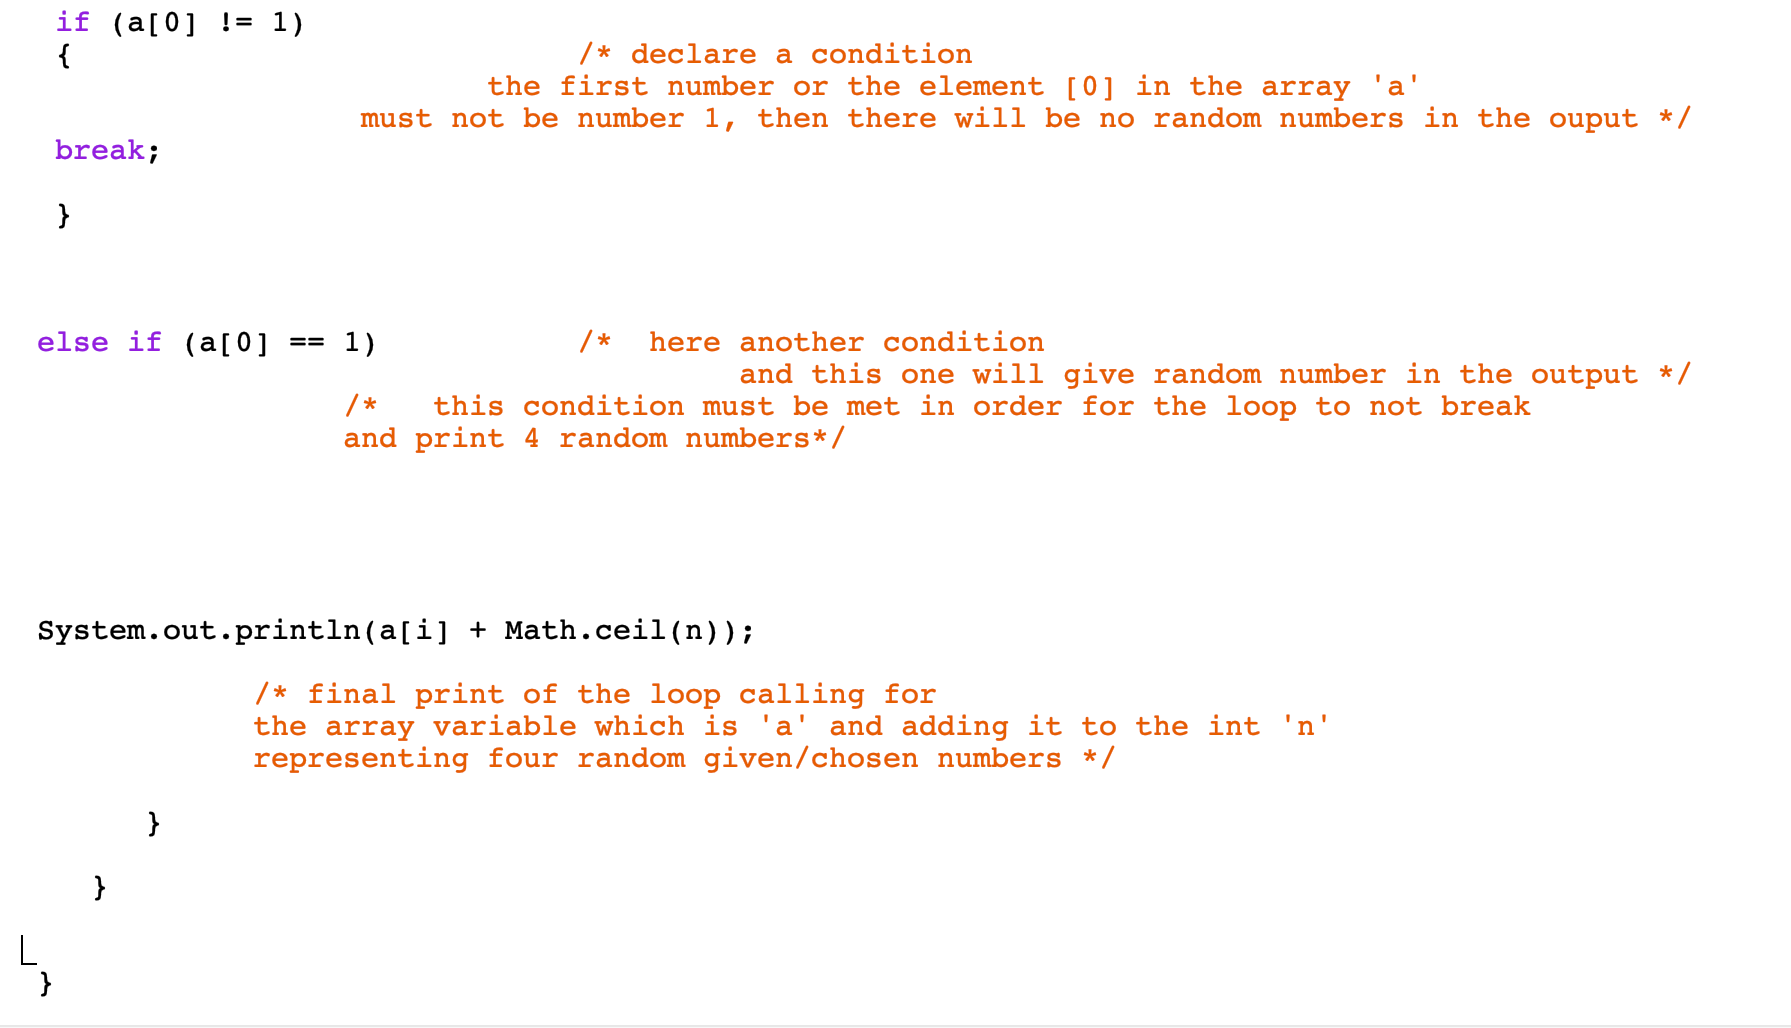 if (a[0] != 1)
{ /* declare a condition
the first number or the element [0] in the array 'a'
must not be number 1, then there will be no random numbers in the ouput */
break;
}
else if (a[0] == 1) /* here another condition
and this one will give random number in the output */
/* this condition must be met in order for the loop to not break
and print 4 random numbers*/
System.out.println(a[i] + Math.ceil(n));
/* final print of the loop calling for
the array variable which is 'a' and adding it to the int 'n'
representing four random given/chosen numbers */
}
}
}